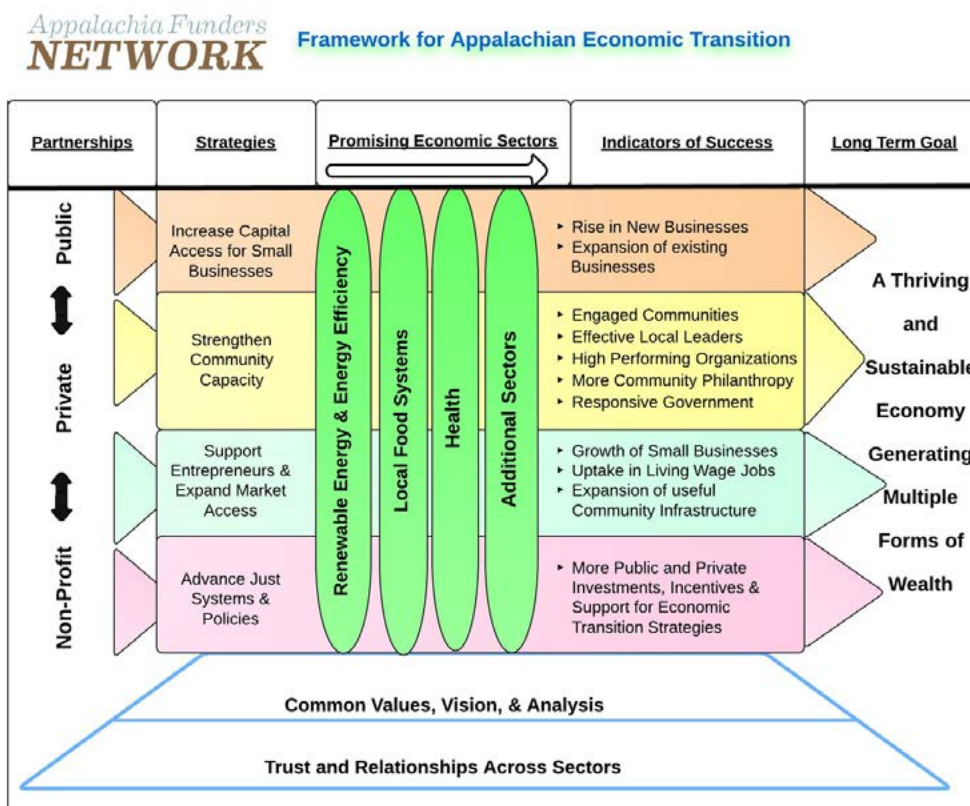 Appalachia Funders
NETWORK
Framework for Appalachian Economic Transition
Partnerships
Strategies
Promising Economic Sectors
Indicators of Success
Long Term Goal
Public
Private
Non-Profit
Increase Capital
Access for Small
Businesses
Strengthen
Community
Capacity
Support
Entrepreneurs &
Expand Market
Access
Advance Just
Systems &
Policies
Renewable Energy & Energy Efficiency
Local Food Systems
Health
Additional Sectors
Rise in New Businesses
Expansion of existing
Businesses
Engaged Communities
Effective Local Leaders
High Performing Organizations
More Community Philanthropy
Responsive Government
Growth of Small Businesses
Uptake in Living Wage Jobs
Expansion of useful
Community Infrastructure
More Public and Private
Investments, Incentives &
Support for Economic
Transition Strategies
A Thriving
and
Sustainable
Economy
Generating
Multiple
Forms of
Wealth
Common Values, Vision, & Analysis
Trust and Relationships Across Sectors